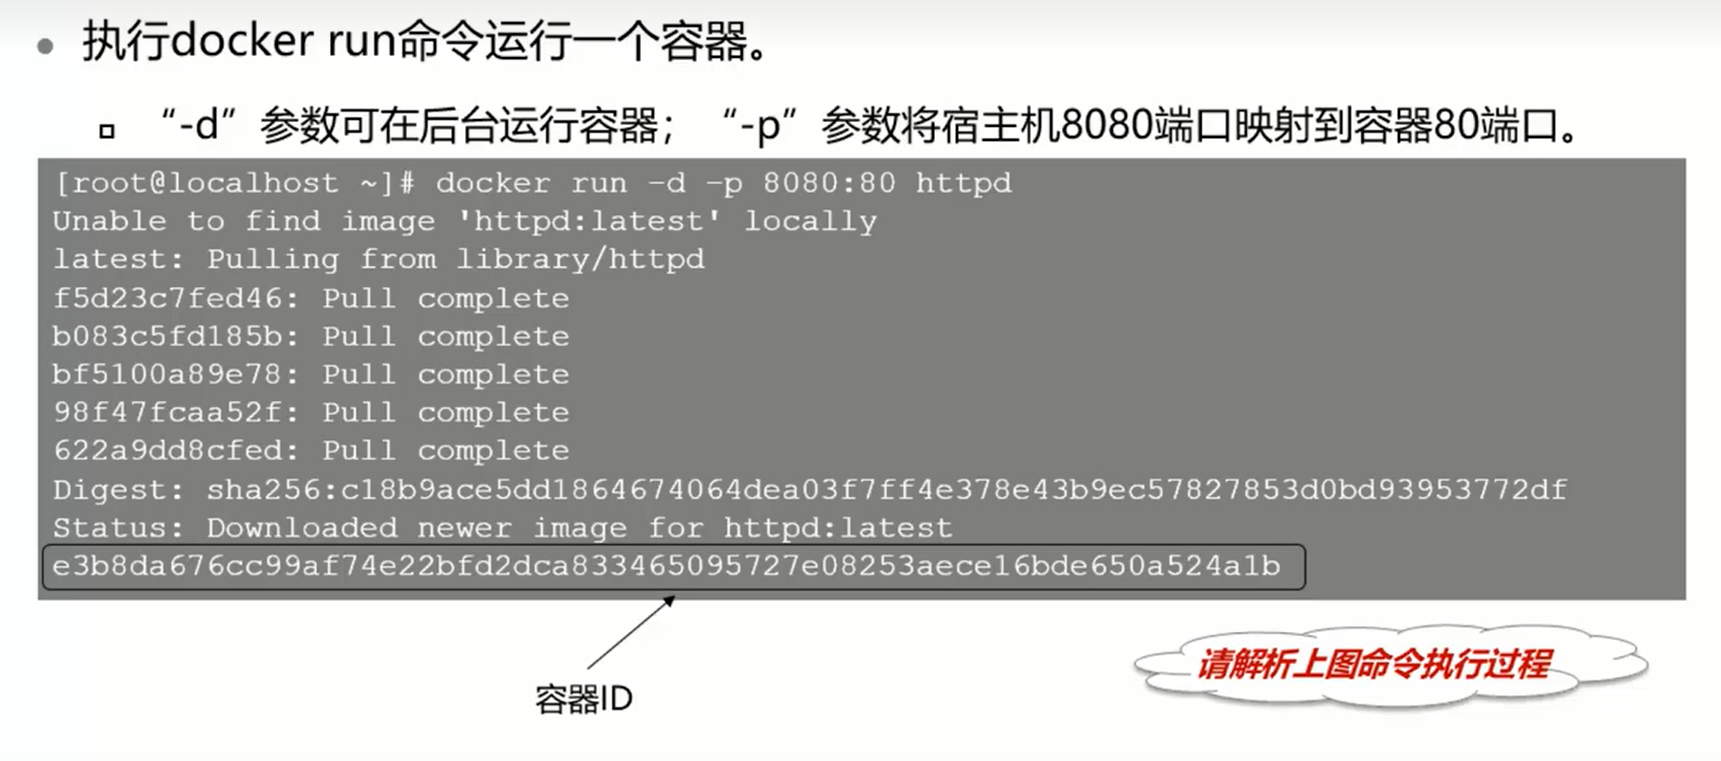 执行docker run命令运行一个容器。
“-d”参数可在后台运行容器；“-p”参数将宿主机8080端口映射到容器80端口。
[root@localhost ~]# docker run –d –p 8080:80 httpd
Unable to find image 'httpd:latest' locally
latest: Pulling from library/httpd
f5d23c7fed46: Pull complete
b083c5fd185b: Pull complete
bf5100a89e78: Pull complete
98f47fcaa52f: Pull complete
622a9dd8cfed: Pull complete
Digest: sha256:c18b9ace5dd1864674064dea03f7ff4e378e43b9ec57827853d0bd93953772df
Status: Downloaded newer image for httpd:latest
e3b8da676cc99af74e22bfd2dca833465095727e08253aece16bde650a524a1b
容器ID
请解析上图命令执行过程